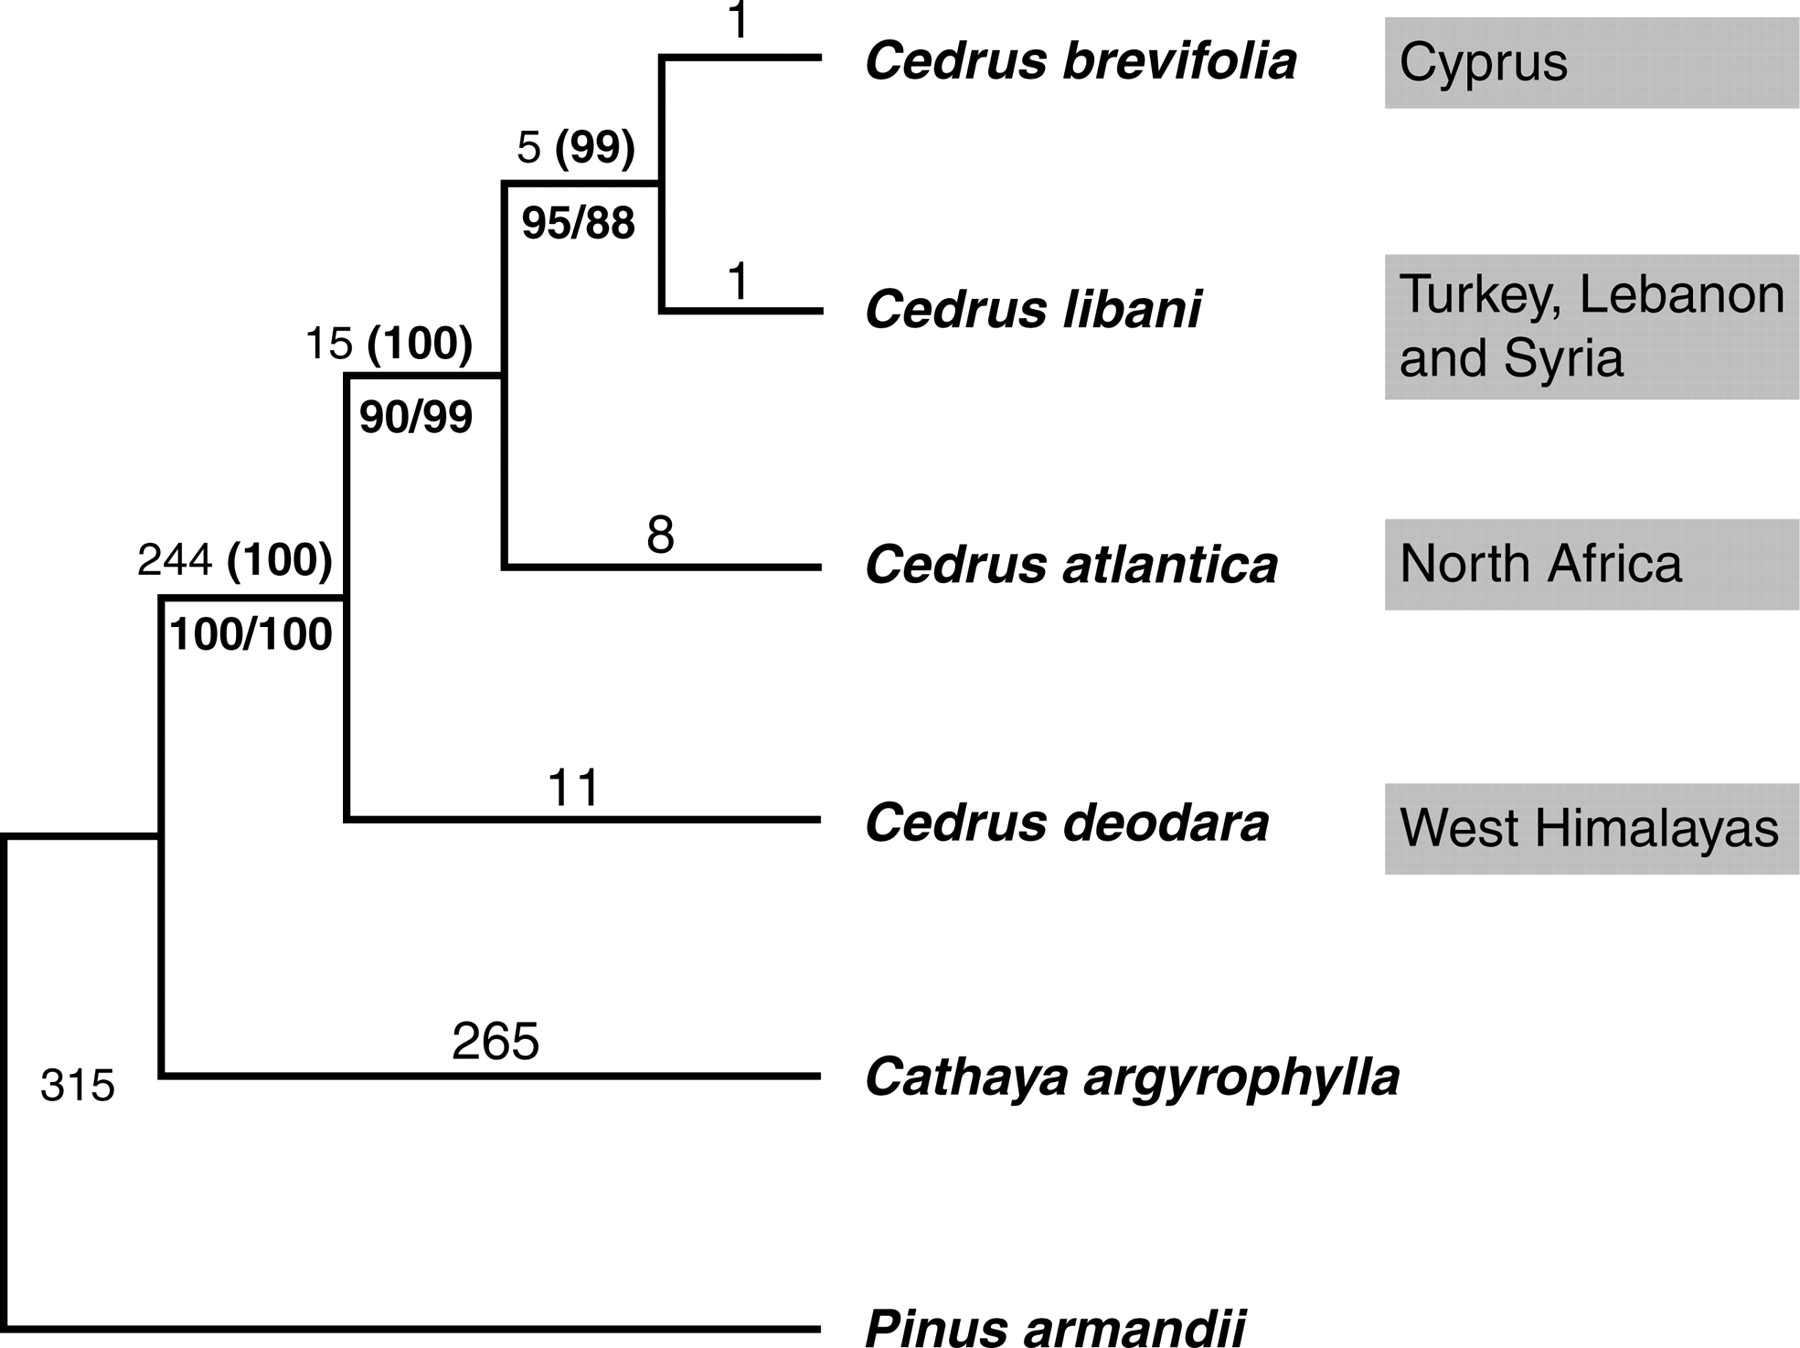 1
Cedrus brevifolia
Cyprus
5 (99)
95/88
1
Cedrus libani
Turkey, Lebanon
and Syria
15 (100)
90/99
8
Cedrus atlantica
North Africa
244 (100)
100/100
11
Cedrus deodara
West Himalayas
265
Cathaya argyrophylla
315
Pinus armandii